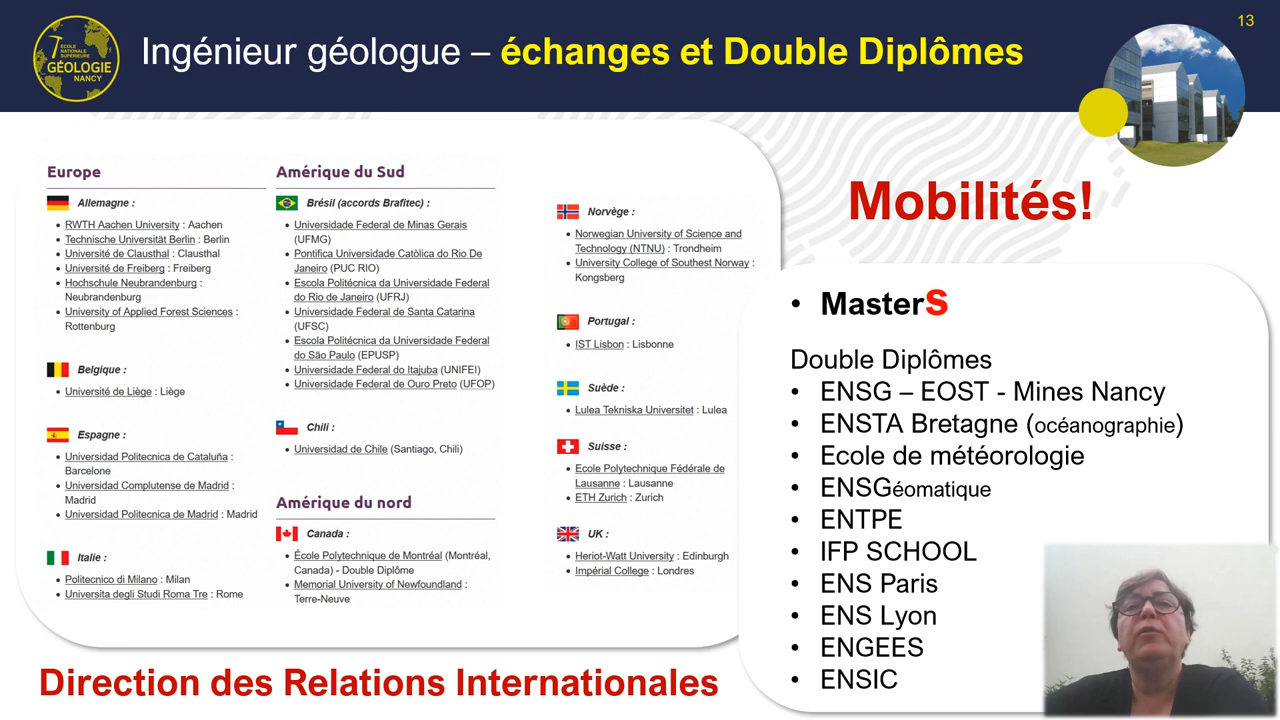 13
ÉCOLE
NATIONALE
SUPÉRIEURE
GÉOLOGIE
NANCY
Ingénieur géologue – échanges et Double Diplômes
Europe
Allemagne :
• RWTH Aachen University : Aachen
• Technische Universität Berlin : Berlin
• Université de Clausthal : Clausthal
• Université de Freiberg : Freiberg
• Hochschule Neubrandenburg :
Neubrandenburg
• University of Applied Forest Sciences :
Rottenburg
Belgique :
• Université de Liège : Liège
Espagne :
• Universidad Politecnica de Cataluña :
Barcelone
• Universidad Complutense de Madrid :
Madrid
• Universidad Politecnica de Madrid : Madrid
Italie :
• Politecnico di Milano : Milan
• Universita degli Studi Roma Tre : Rome
Amérique du Sud
Brésil (accords Brafitec) :
• Universidade Federal de Minas Gerais
(UFMG)
• Pontifica Universidade Catòlica do Rio De
Janeiro (PUC RIO)
• Escola Politécnica da Universidade Federal
do Rio de Janeiro (UFRJ)
• Universidade Federal de Santa Catarina
(UFSC)
• Escola Politécnica da Universidade Federal
do São Paulo (EPUSP)
• Universidade Federal do Itajuba (UNIFEI)
• Universidade Federal de Ouro Preto (UFOP)
Chili :
• Universidad de Chile (Santiago, Chili)
Amérique du nord
Canada :
• École Polytechnique de Montréal (Montréal,
Canada) - Double Diplôme
• Memorial University of Newfoundland :
Terre-Neuve
Norvège :
• Norwegian University of Science and
Technology (NTNU) : Trondheim
• University College of Southest Norway :
Kongsberg
Portugal :
• IST Lisbon : Lisbonne
Suède :
• Lulea Tekniska Universitet : Lulea
Suisse :
• Ecole Polytechnique Fédérale de
Lausanne : Lausanne
• ETH Zurich : Zurich
UK :
• Heriot-Watt University : Edinburgh
• Impérial College : Londres
Mobilités!
• MasterS
Double Diplômes
• ENSG – EOST - Mines Nancy
• ENSTA Bretagne (océanographie)
• Ecole de météorologie
• ENSGéomatique
• ENTPE
• IFP SCHOOL
• ENS Paris
• ENS Lyon
• ENGEES
• ENSIC
Direction des Relations Internationales